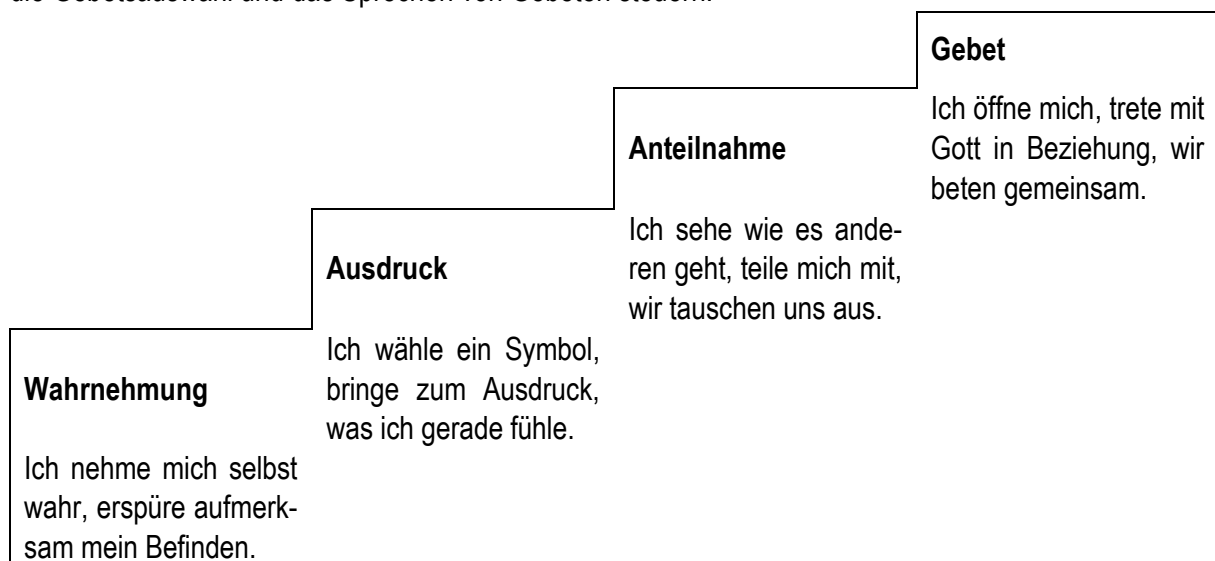 die Gebetsauswahl und das Sprechen von Gebeten steuern.
Wahrnehmung
Ich nehme mich selbst
wahr, erspüre aufmerk-
sam mein Befinden.
Ausdruck
Ich wähle ein Symbol,
bringe zum Ausdruck,
was ich gerade fühle.
Anteilnahme
Ich sehe wie es ande-
ren geht, teile mich mit,
wir tauschen uns aus.
Gebet
Ich öffne mich, trete mit
Gott in Beziehung, wir
beten gemeinsam.